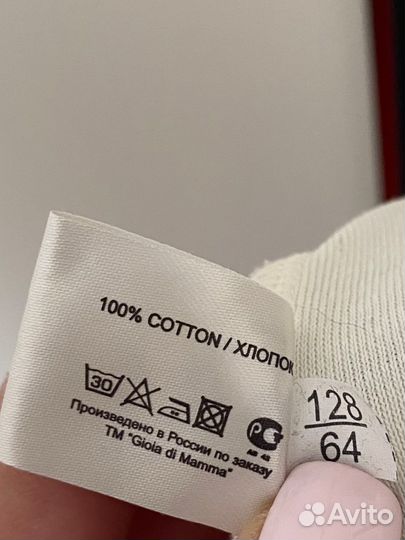 100% COTTON / ХЛОПОК
30
Произведено в России по заказу
ТМ "Gioia di Mamma"
128
64
Avito